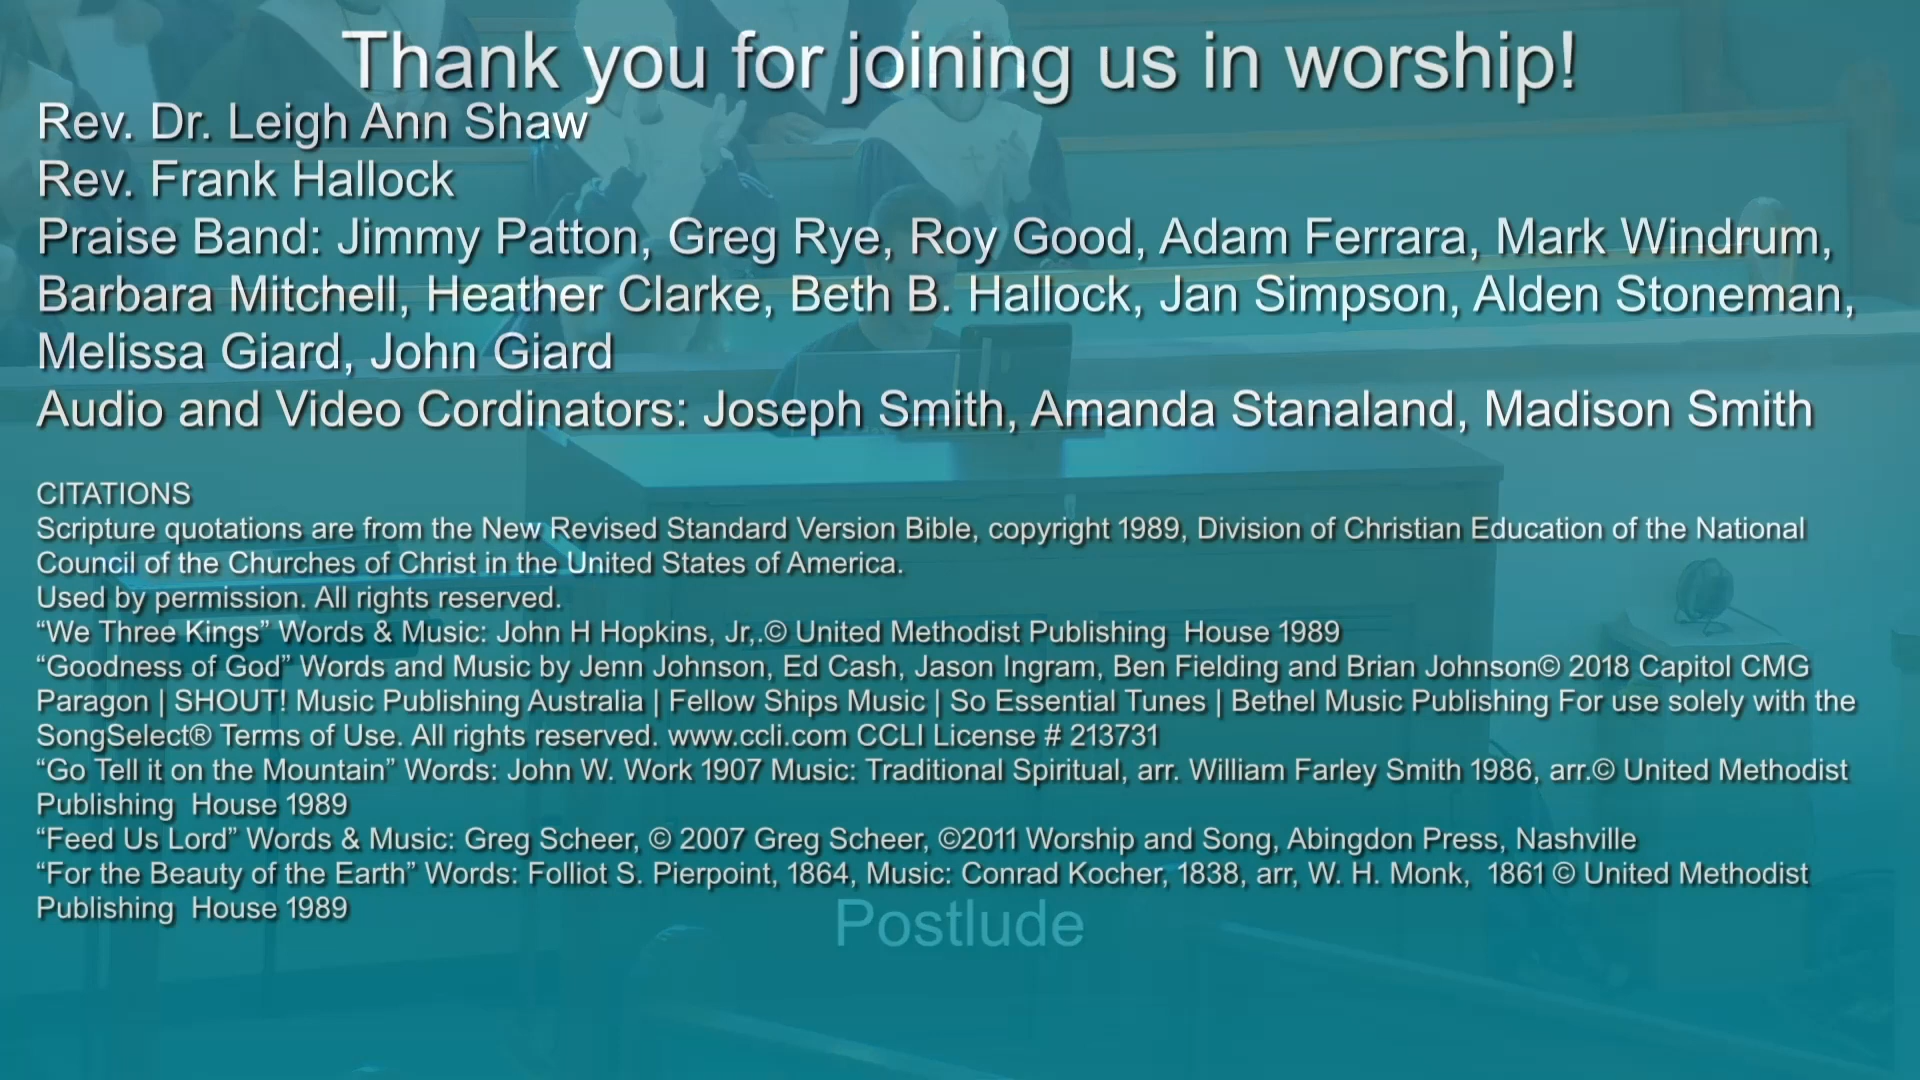 Thank you for joining us in worship!
Rev. Dr. Leigh Ann Shaw
Rev. Frank Hallock
Praise Band: Jimmy Patton, Greg Rye, Roy Good, Adam Ferrara, Mark Windrum,
Barbara Mitchell, Heather Clarke, Beth B. Hallock, Jan Simpson, Alden Stoneman,
Melissa Giard, John Giard
Audio and Video Cordinators: Joseph Smith, Amanda Stanaland, Madison Smith
CITATIONS
Scripture quotations are from the New Revised Standard Version Bible, copyright 1989, Division of Christian Education of the National
Council of the Churches of Christ in the United States of America.
Used by permission. All rights reserved.
“We Three Kings” Words & Music: John H Hopkins, Jr,.© United Methodist Publishing  House 1989
“Goodness of God” Words and Music by Jenn Johnson, Ed Cash, Jason Ingram, Ben Fielding and Brian Johnson© 2018 Capitol CMG
Paragon | SHOUT! Music Publishing Australia | Fellow Ships Music | So Essential Tunes | Bethel Music Publishing For use solely with the
SongSelect® Terms of Use. All rights reserved. www.ccli.com CCLI License # 213731
“Go Tell it on the Mountain” Words: John W. Work 1907 Music: Traditional Spiritual, arr. William Farley Smith 1986, arr.© United Methodist
Publishing  House 1989
“Feed Us Lord” Words & Music: Greg Scheer, © 2007 Greg Scheer, ©2011 Worship and Song, Abingdon Press, Nashville
“For the Beauty of the Earth” Words: Folliot S. Pierpoint, 1864, Music: Conrad Kocher, 1838, arr, W. H. Monk,  1861 © United Methodist
Publishing  House 1989
Postlude